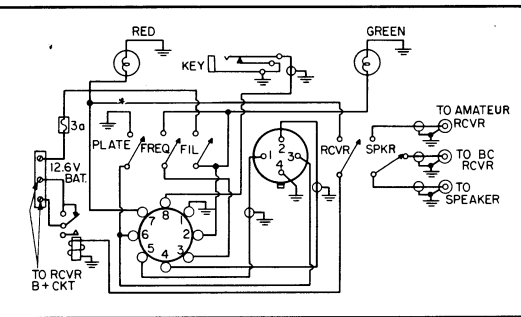 RED
GREEN
KEY
3a
PLATE
FREQ
FIL
RCVR
SPKR
TO AMATEUR
RCVR
TO BC
RCVR
TO
SPEAKER
12.6V
BAT.
1
2
3
4
7
8
1
6
2
5
4
3
TO RCVR
B+ CKT